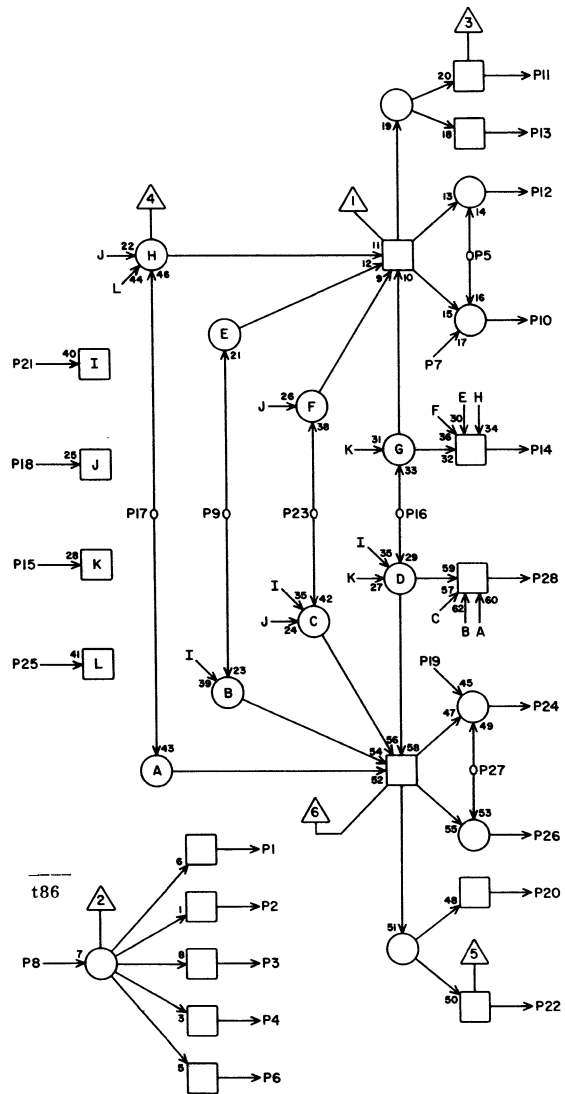 3
20
P11
19
18
P13
4
1
13
P12
14
J
22
H
11
L
44
46
12
9
10
P5
15
16
17
P10
P7
E
21
P21
40
I
J
26
F
38
F
E
H
30
34
K
31
G
36
32
P14
33
P18
25
J
P17
P9
P23
P16
I
35
29
59
P28
K
27
D
57
60
C
62
B
A
P15
28
K
I
35
42
J
24
C
P25
41
L
I
39
23
B
P19
45
47
P24
49
56
54
58
52
43
A
P27
6
53
55
P26
6
P1
t86
2
1
P2
48
P20
51
7
P8
8
P3
5
50
P22
3
P4
5
P6